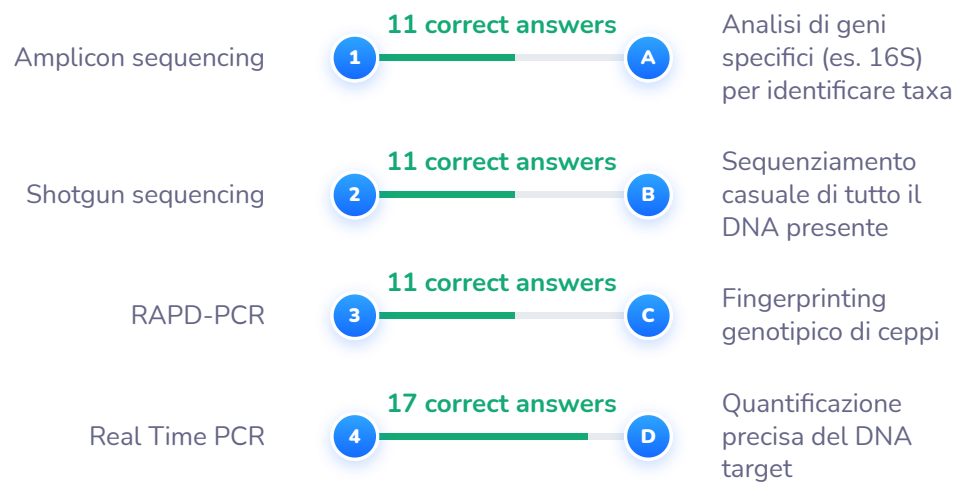 11 correct answers
Amplicon sequencing
1
A
Analisi di geni
specifici (es. 16S)
per identificare taxa
11 correct answers
Shotgun sequencing
2
B
Sequenziamento
casuale di tutto il
DNA presente
11 correct answers
RAPD-PCR
3
C
Fingerprinting
genotipico di ceppi
17 correct answers
Real Time PCR
4
D
Quantificazione
precisa del DNA
target